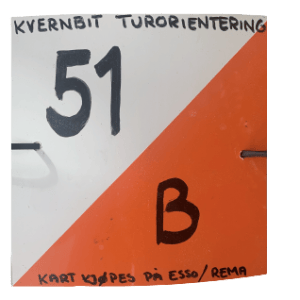 KVERNBIT TURORIENTERING
51
B
KART KJØPES PÅ ESSO/REMA